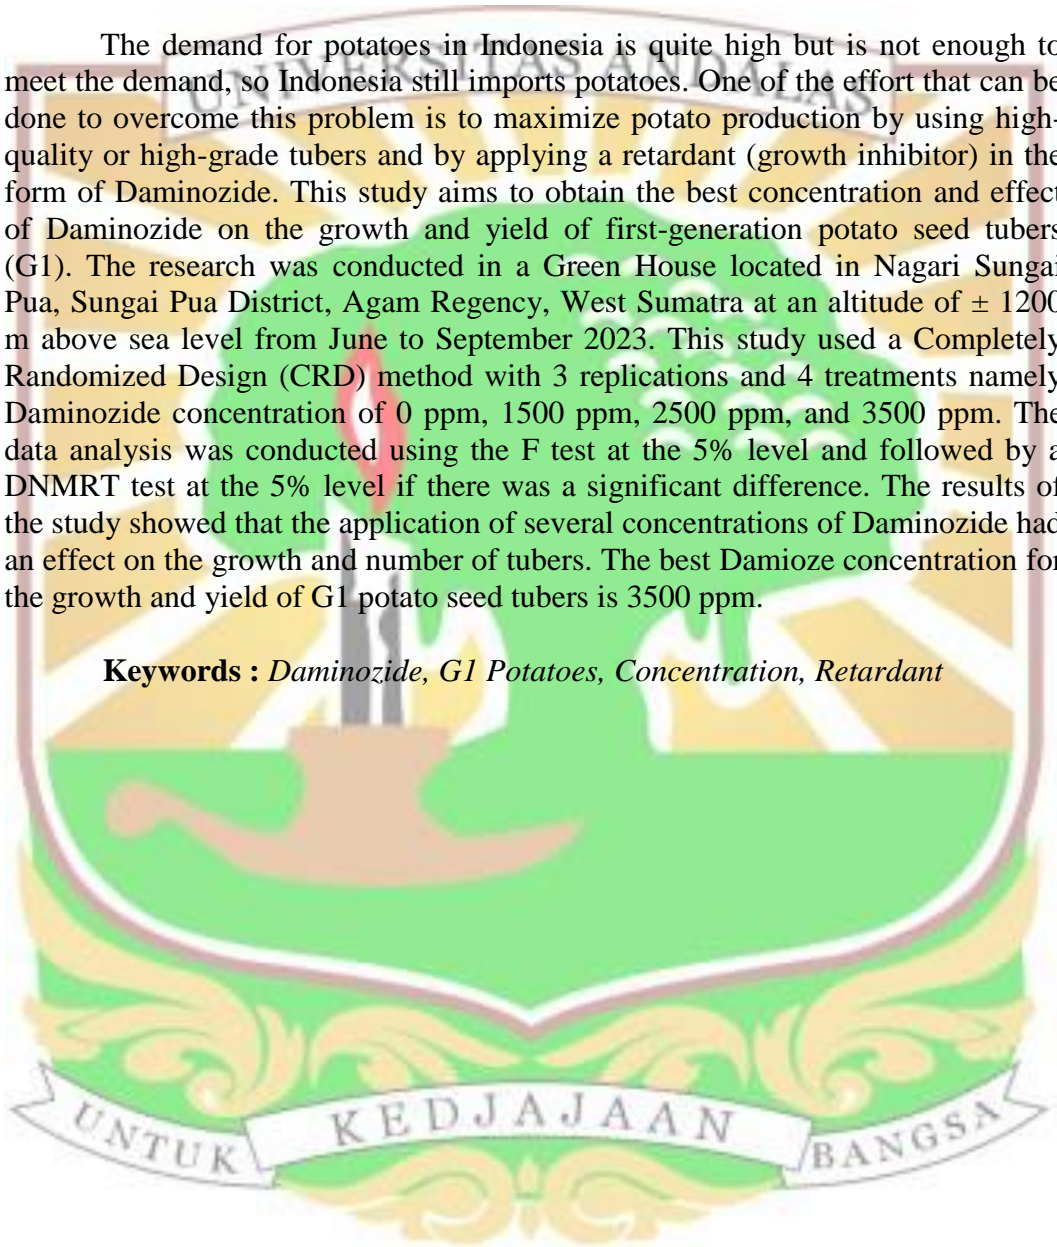 The demand for potatoes in Indonesia is quite high but is not enough to
meet the demand, so Indonesia still imports potatoes. One of the effort that can be
done to overcome this problem is to maximize potato production by using high-
quality or high-grade tubers and by applying a retardant (growth inhibitor) in the
form of Daminozide. This study aims to obtain the best concentration and effect
of Daminozide on the growth and yield of first-generation potato seed tubers
(G1). The research was conducted in a Green House located in Nagari Sungai
Pua, Sungai Pua District, Agam Regency, West Sumatra at an altitude of ± 1200
m above sea level from June to September 2023. This study used a Completely
Randomized Design (CRD) method with 3 replications and 4 treatments namely
Daminozide concentration of 0 ppm, 1500 ppm, 2500 ppm, and 3500 ppm. The
data analysis was conducted using the F test at the 5% level and followed by a
DNMRT test at the 5% level if there was a significant difference. The results of
the study showed that the application of several concentrations of Daminozide had
an effect on the growth and number of tubers. The best Damioze concentration for
the growth and yield of G1 potato seed tubers is 3500 ppm.
Keywords : Daminozide, G1 Potatoes, Concentration, Retardant
UNIVERSITAS ANDALAS
UNTUK KEDJAJAAN BANGSA